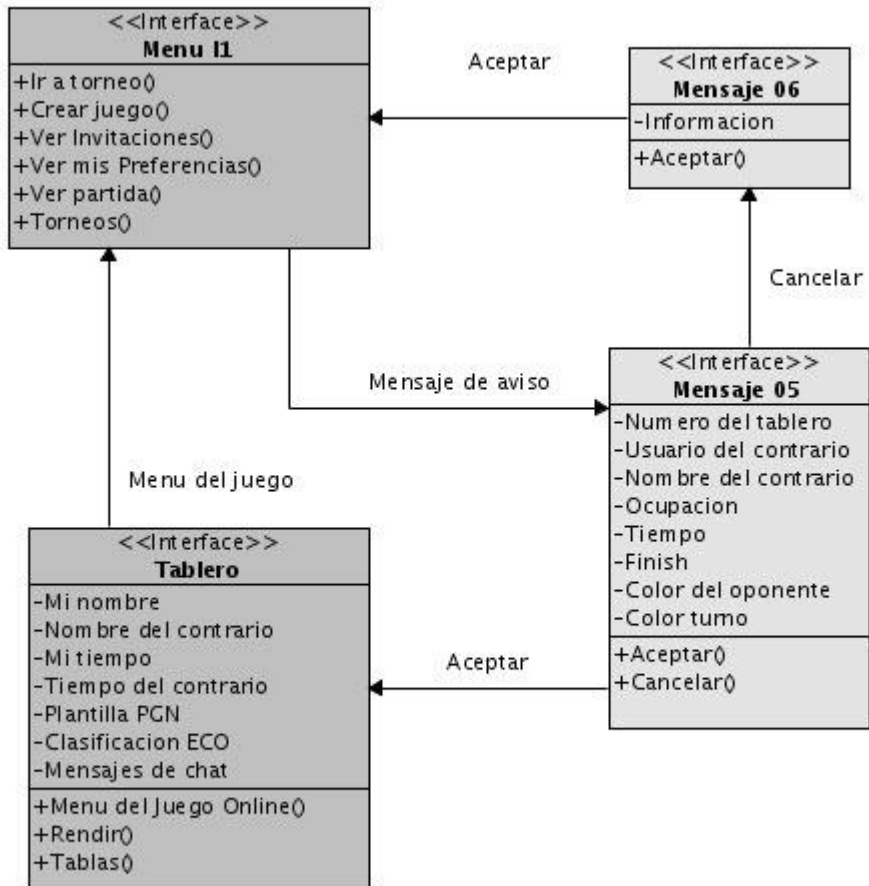 <<Interface>>
Menu I1
+Ir a torneo()
+Crear juego()
+Ver Invitaciones()
+Ver mis Preferencias()
+Ver partida()
+Torneos()
Aceptar
<<Interface>>
Mensaje 06
-Informacion
+Aceptar()
Cancelar
Mensaje de aviso
<<Interface>>
Mensaje 05
-Numero del tablero
-Usuario del contrario
-Nombre del contrario
-Ocupacion
-Tiempo
-Finish
-Color del oponente
-Color turno
+Aceptar()
+Cancelar()
Menu del juego
<<Interface>>
Tablero
-Mi nombre
-Nombre del contrario
-Mi tiempo
-Tiempo del contrario
-Plantilla PGN
-Clasificacion ECO
-Mensajes de chat
+Menu del Juego Online()
+Rendir()
+Tablas()
Aceptar